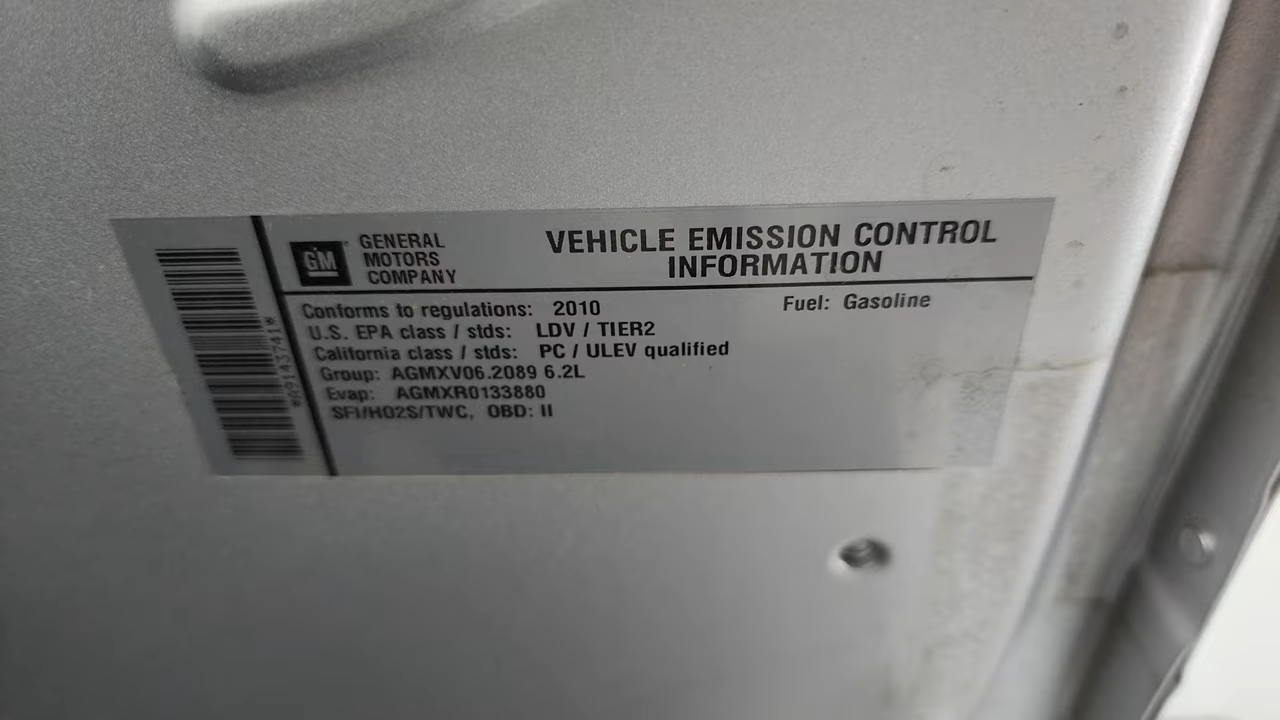 GM GENERAL MOTORS COMPANY
VEHICLE EMISSION CONTROL
INFORMATION
Conforms to regulations: 2010
Fuel: Gasoline
U.S. EPA class / stds: LDV / TIER2
California class / stds: PC / ULEV qualified
Group: AGMXV06.2089 6.2L
Evap: AGMXR0133880
SFI/HO2S/TWC, OBD: II
*A9143741*